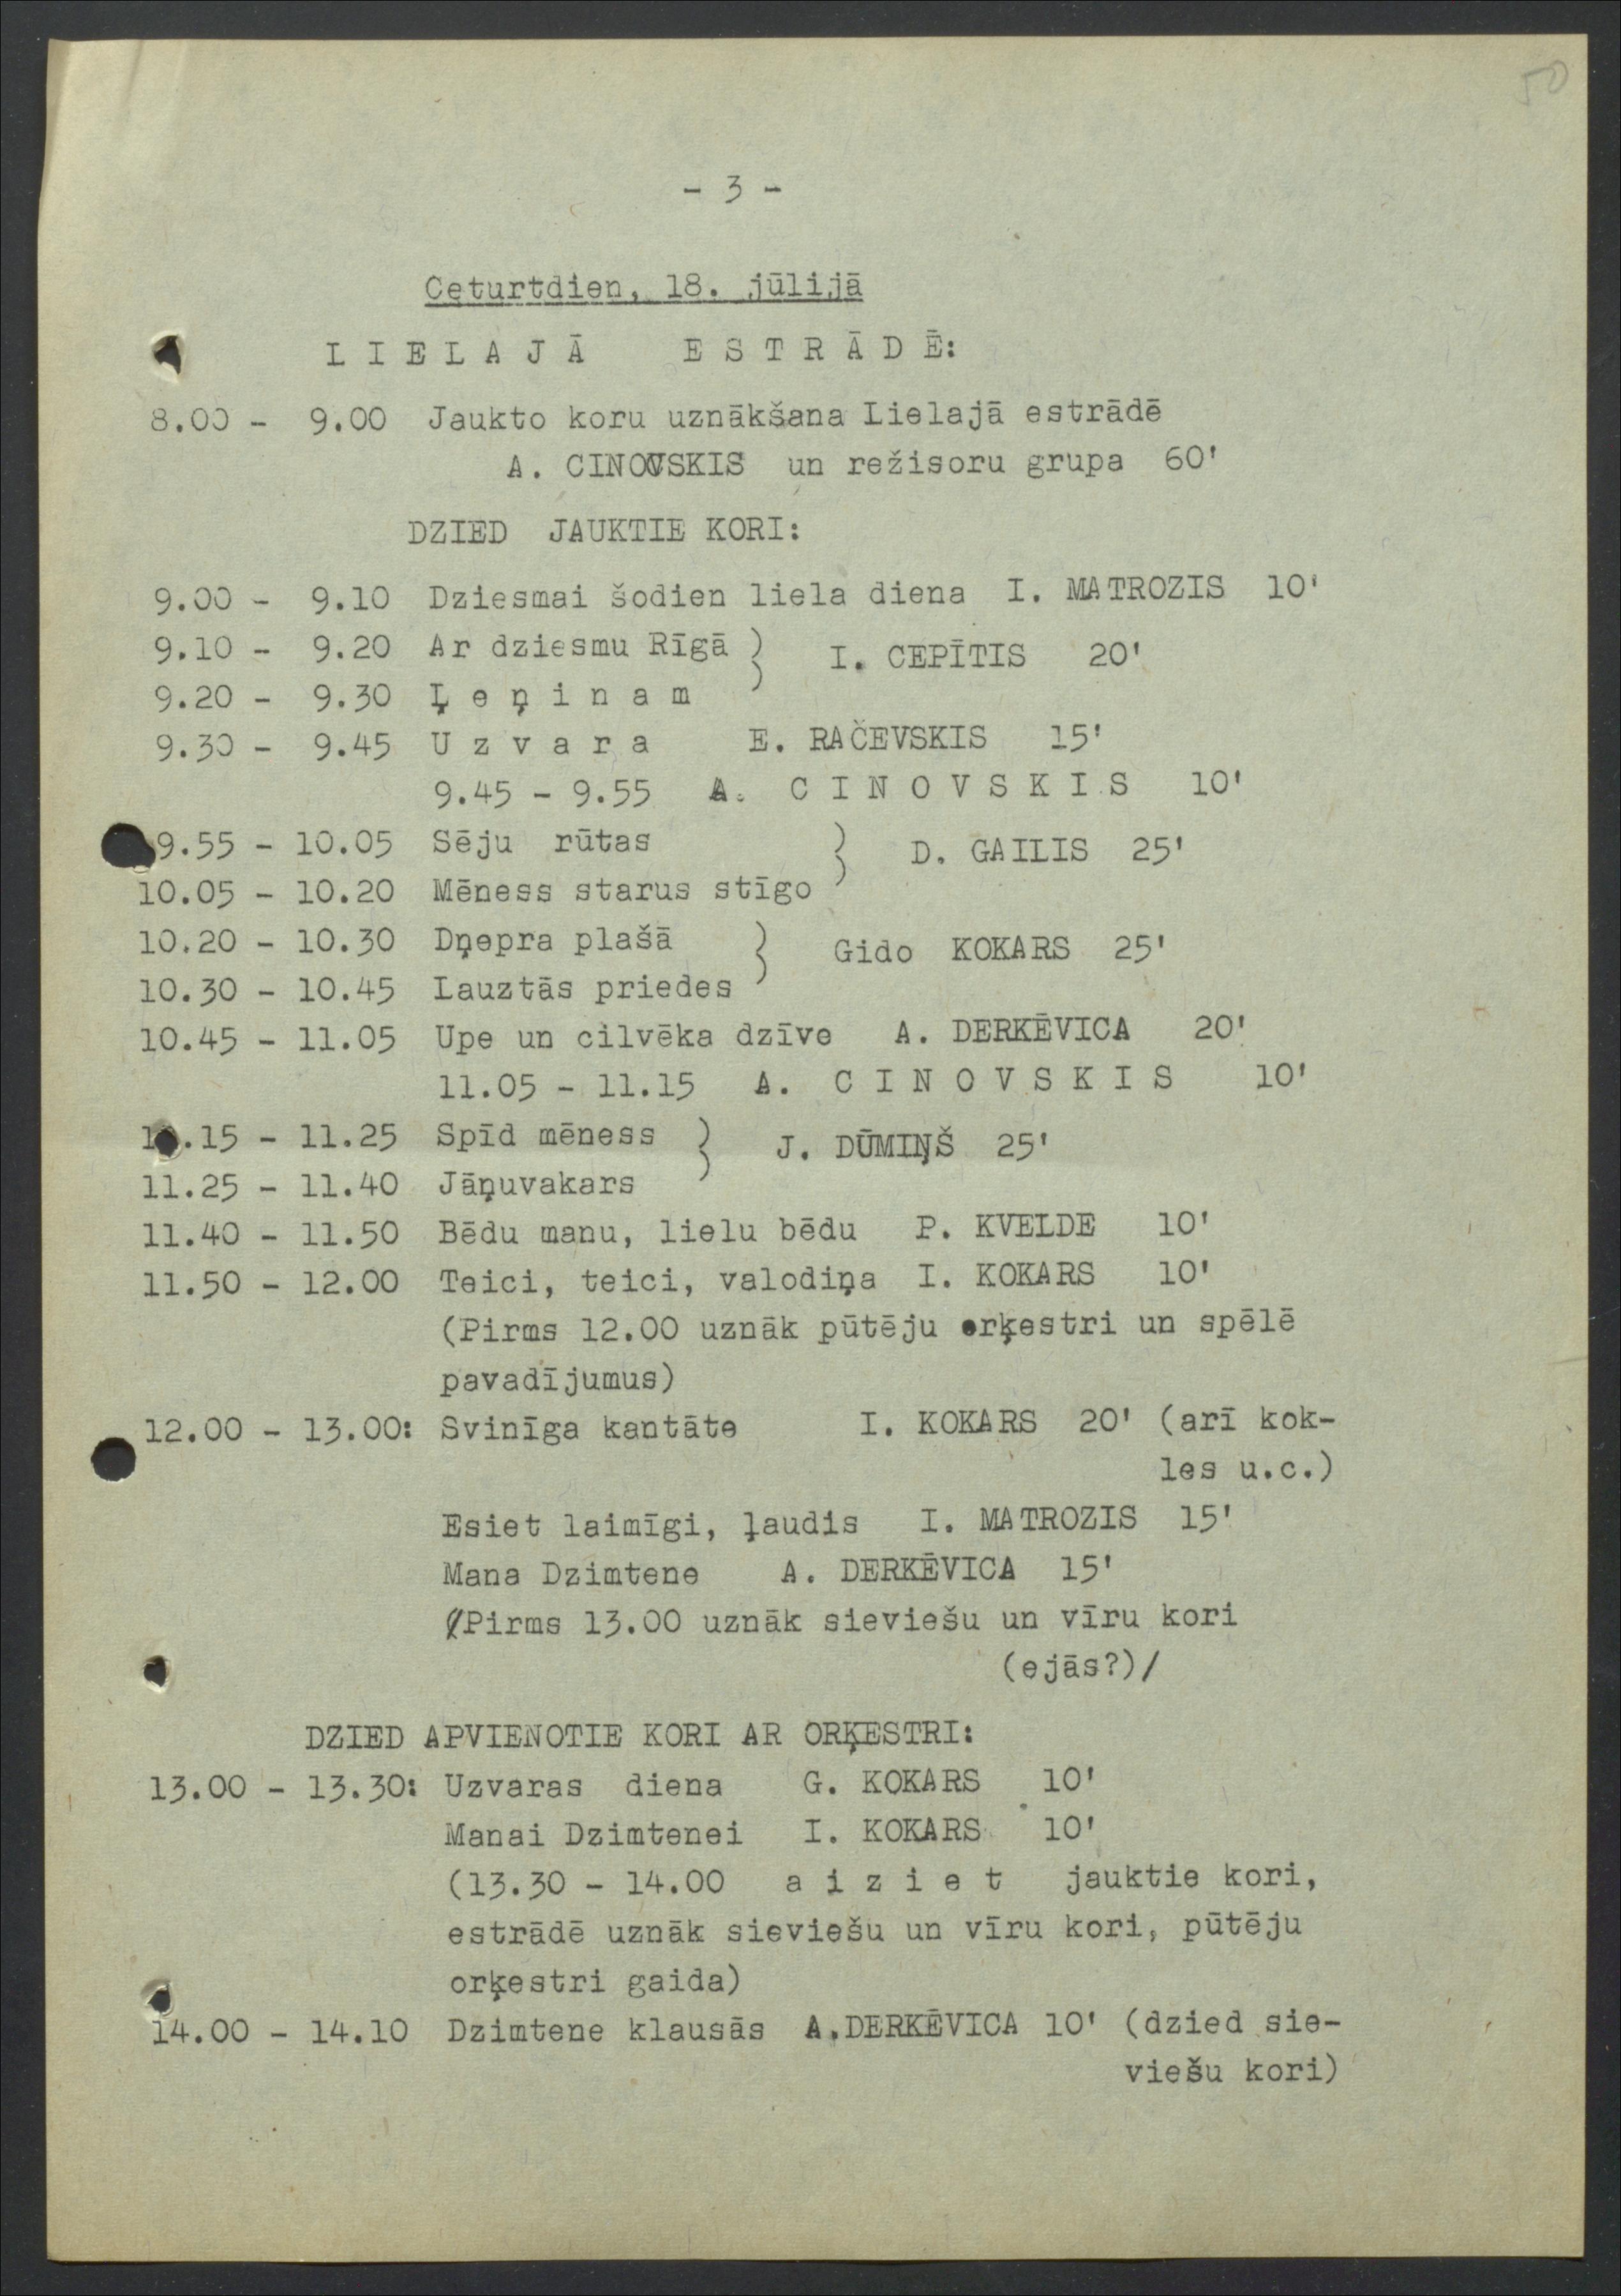 50
- 3 -
Ceturtdien, 18. jūlijā
L I E L A J Ā   E S T R Ā D Ē:
8.00 - 9.00 Jaukto koru uznākšana Lielajā estrādē
A. CINOVSKIS un režisoru grupa 60'
DZIED JAUKTIE KORI:
9.00 - 9.10 Dziesmai šodien liela diena I. MATROZIS 10'
9.10 - 9.20 Ar dziesmu Rīgā } I. CEPĪTIS 20'
9.20 - 9.30 Ļ e ņ i n a m
9.30 - 9.45 U z v a r a E. RAČEVSKIS 15'
9.45 - 9.55 A. C I N O V S K I S 10'
9.55 - 10.05 Sēju rūtas } D. GAILIS 25'
10.05 - 10.20 Mēness starus stīgo
10.20 - 10.30 Dņepra plašā } Gido KOKARS 25'
10.30 - 10.45 Lauztās priedes
10.45 - 11.05 Upe un cilvēka dzīve A. DERKĒVICA 20'
11.05 - 11.15 A. C I N O V S K I S 10'
11.15 - 11.25 Spīd mēness } J. DŪMIŅŠ 25'
11.25 - 11.40 Jāņuvakars
11.40 - 11.50 Bēdu manu, lielu bēdu P. KVELDE 10'
11.50 - 12.00 Teici, teici, valodiņa I. KOKARS 10'
(Pirms 12.00 uznāk pūtēju orķestri un spēlē
pavadījumus)
12.00 - 13.00: Svinīga kantāte I. KOKARS 20' (arī kok-
les u.c.)
Esiet laimīgi, ļaudis I. MATROZIS 15'
Mana Dzimtene A. DERKĒVICA 15'
/Pirms 13.00 uznāk sieviešu un vīru kori
(ejās?)/
DZIED APVIENOTIE KORI AR ORĶESTRI:
13.00 - 13.30: Uzvaras diena G. KOKARS 10'
Manai Dzimtenei I. KOKARS 10'
(13.30 - 14.00 a i z i e t jauktie kori,
estrādē uznāk sieviešu un vīru kori, pūtēju
orķestri gaida)
14.00 - 14.10 Dzimtene klausās A.DERKĒVICA 10' (dzied sie-
viešu kori)